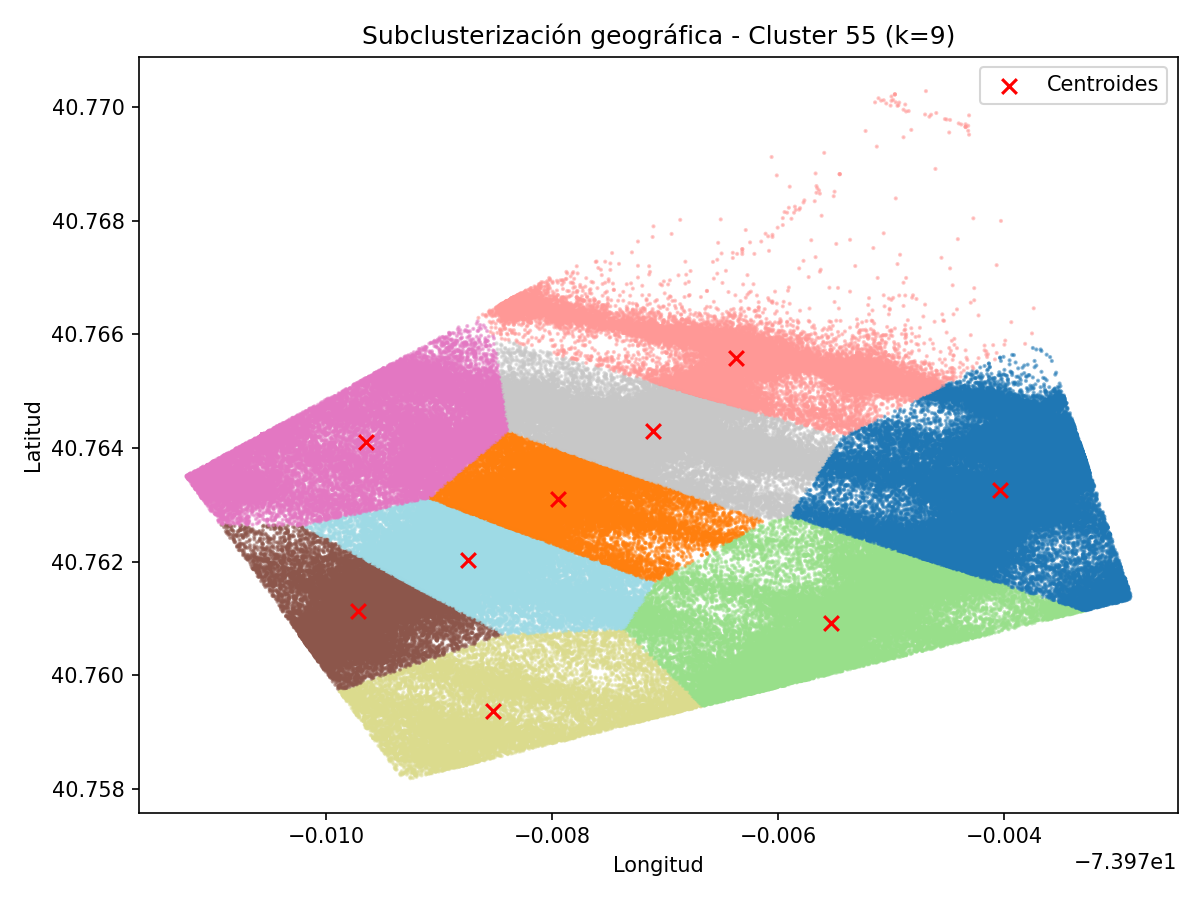 Subclusterización geográfica - Cluster 55 (k=9)
Centroides
40.770
40.768
40.766
40.764
40.762
40.760
40.758
Latitud
−0.010
−0.008
−0.006
−0.004
Longitud
−7.397e1